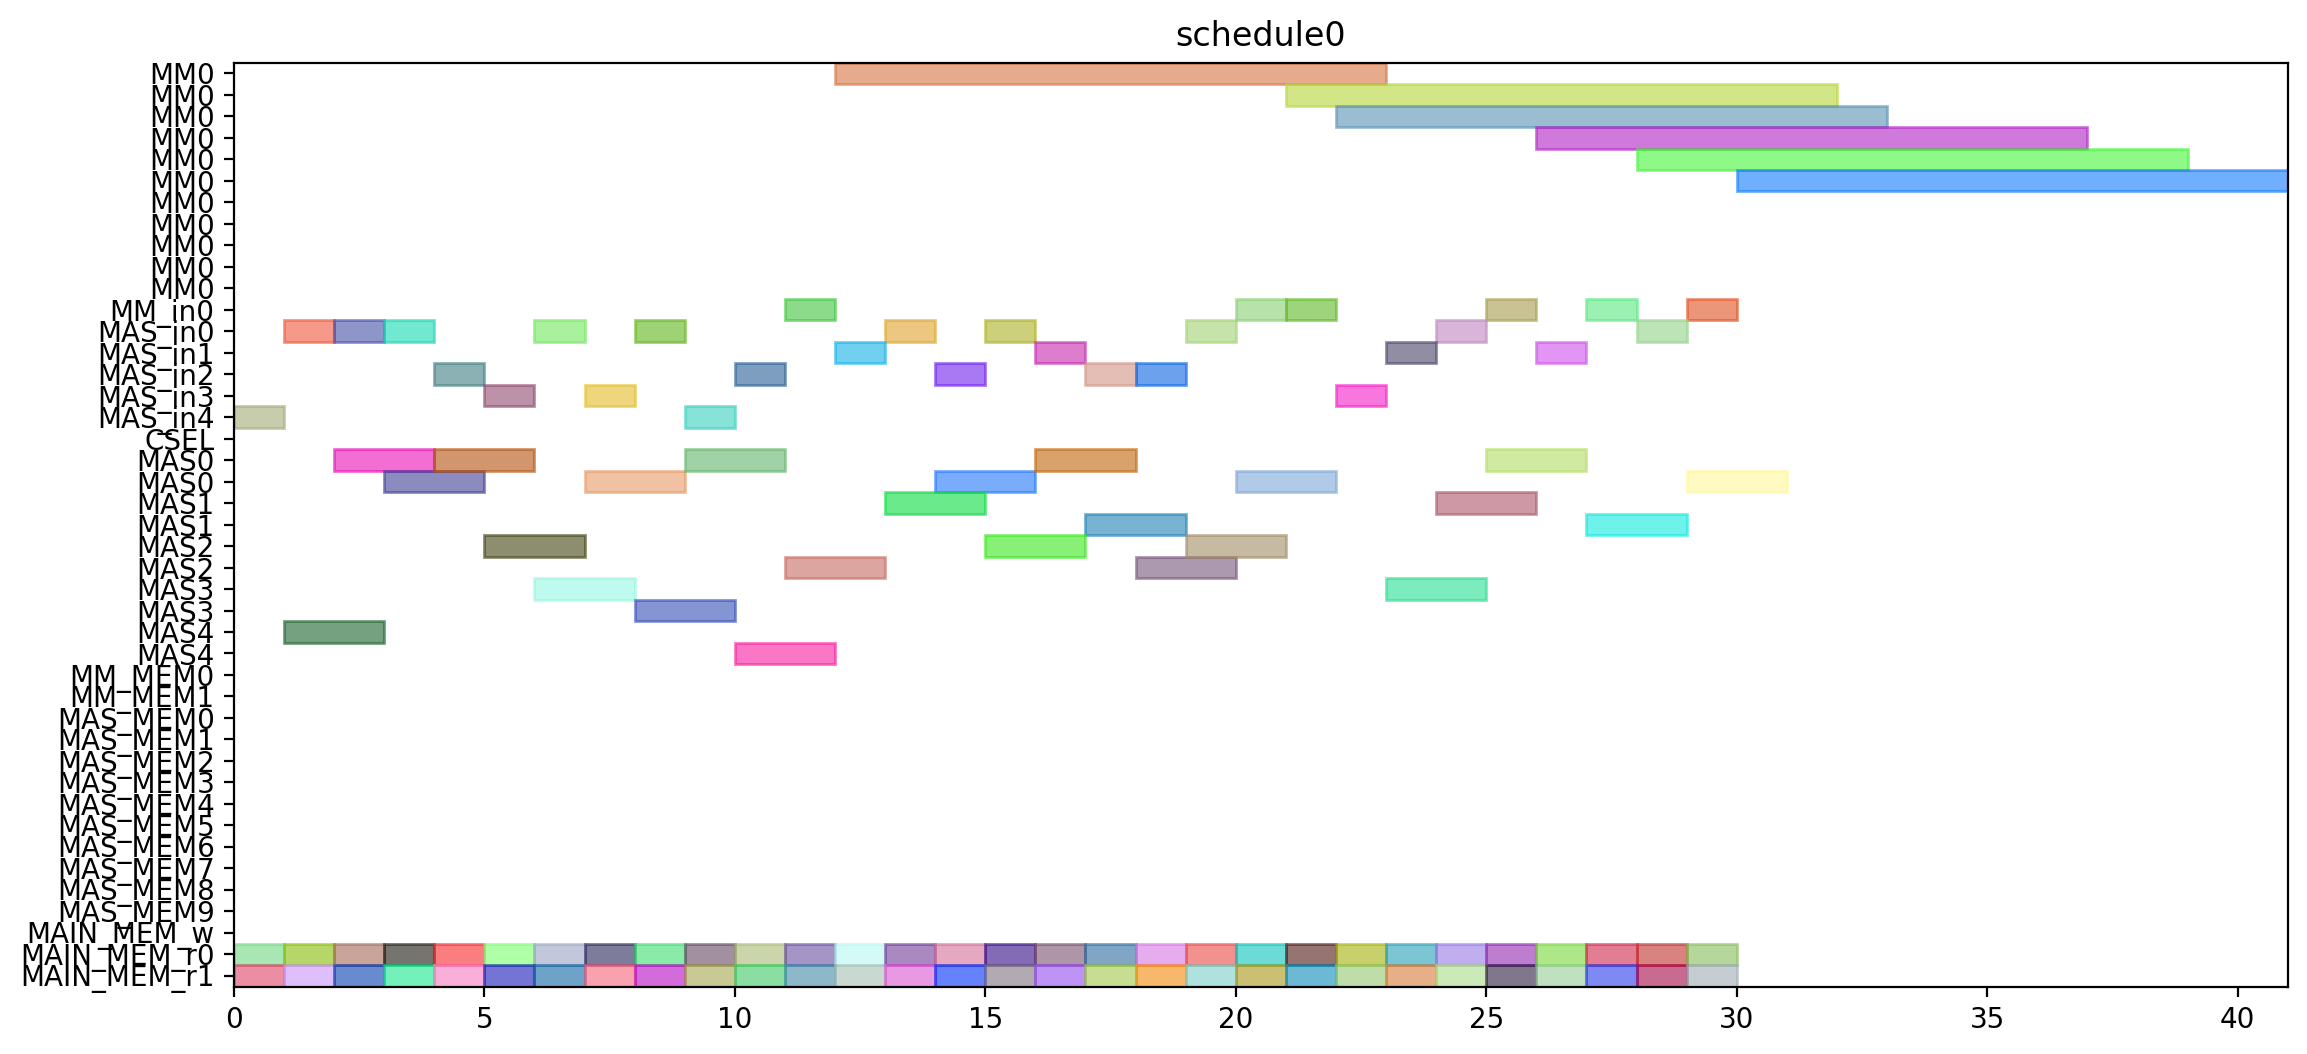 schedule0
MM0
MM0
MM0
MM0
MM0
MM0
MM0
MM0
MM0
MM0
MM0
MM_in0
MAS_in0
MAS_in1
MAS_in2
MAS_in3
MAS_in4
CSEL
MAS0
MAS0
MAS1
MAS1
MAS2
MAS2
MAS3
MAS3
MAS4
MAS4
MM_MEM0
MM_MEM1
MAS_MEM0
MAS_MEM1
MAS_MEM2
MAS_MEM3
MAS_MEM4
MAS_MEM5
MAS_MEM6
MAS_MEM7
MAS_MEM8
MAS_MEM9
MAIN_MEM_w
MAIN_MEM_r0
MAIN_MEM_r1
0 5 10 15 20 25 30 35 40